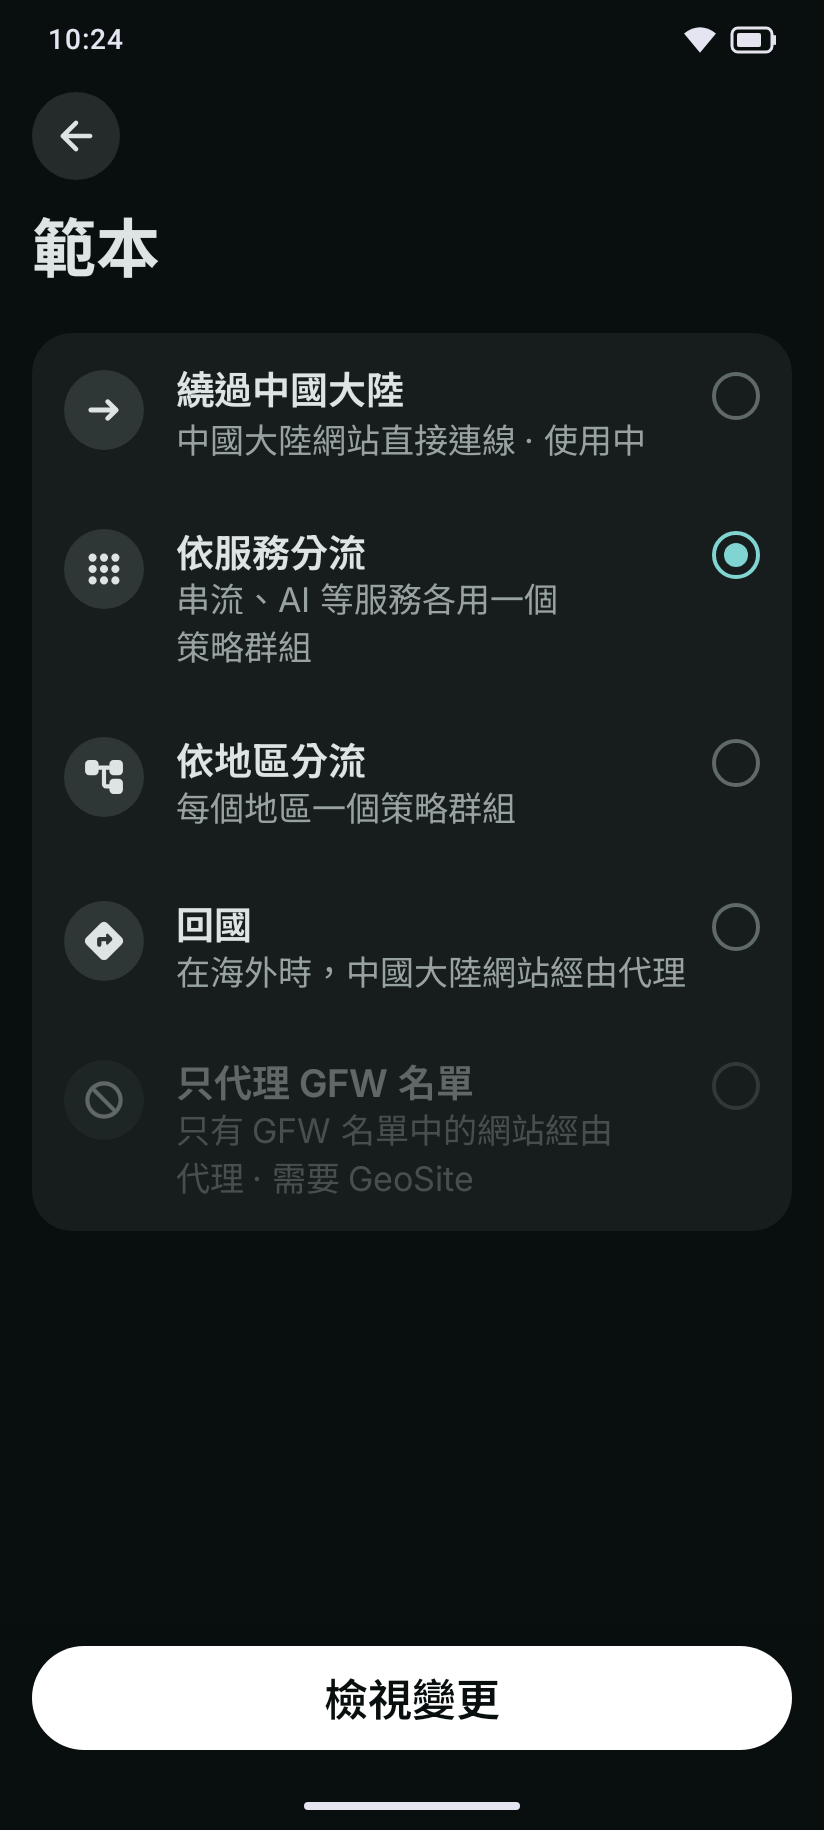 10:24
範本
繞過中國大陸
中國大陸網站直接連線 · 使用中
依服務分流
串流、AI 等服務各用一個
策略群組
依地區分流
每個地區一個策略群組
回國
在海外時，中國大陸網站經由代理
只代理 GFW 名單
只有 GFW 名單中的網站經由
代理 · 需要 GeoSite
檢視變更